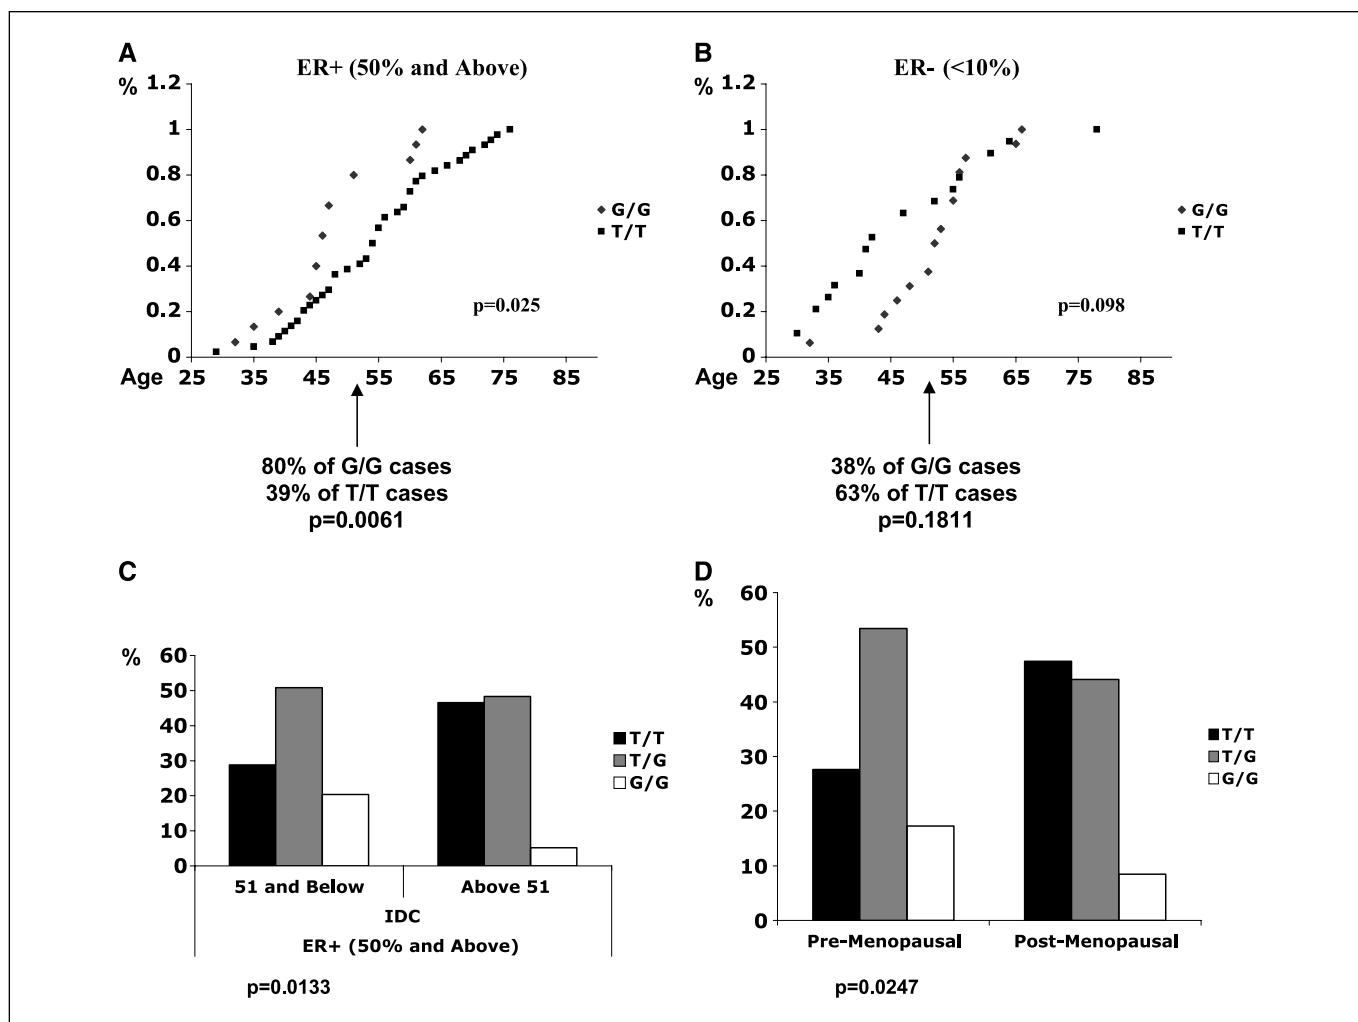 A
ER+ (50% and Above)
%
1.2
1
0.8
0.6
0.4
0.2
0
G/G
T/T
p=0.025
Age
25 35 45 55 65 75 85
80% of G/G cases
39% of T/T cases
p=0.0061
B
ER- (<10%)
%
1.2
1
0.8
0.6
0.4
0.2
0
G/G
T/T
p=0.098
Age
25 35 45 55 65 75 85
38% of G/G cases
63% of T/T cases
p=0.1811
C
%
60
50
40
30
20
10
0
T/T
T/G
G/G
51 and Below Above 51
IDC
ER+ (50% and Above)
p=0.0133
D
%
60
50
40
30
20
10
0
T/T
T/G
G/G
Pre-Menopausal Post-Menopausal
p=0.0247